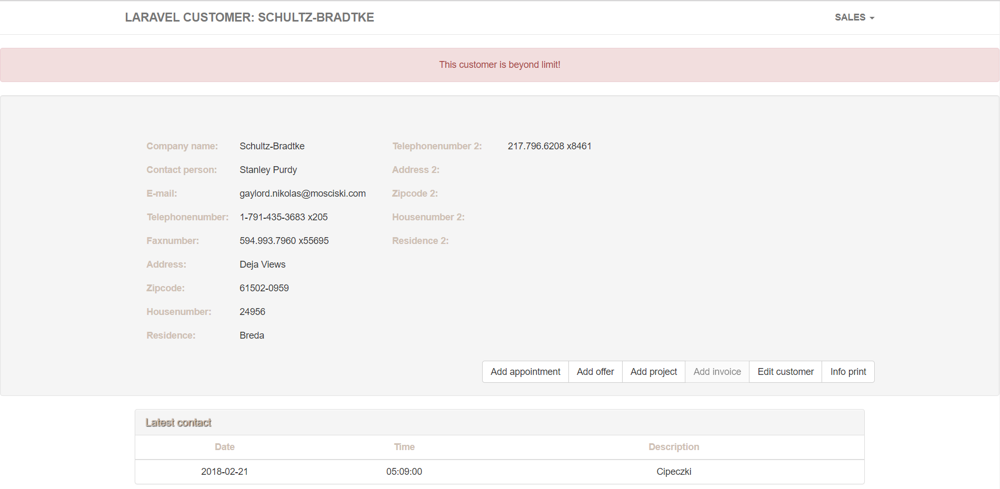 LARAVEL CUSTOMER: SCHULTZ-BRADTKE SALES
This customer is beyond limit!
Company name: Schultz-Bradtke Telephonenumber 2: 217.796.6208 x8461
Contact person: Stanley Purdy Address 2:
E-mail: gaylord.nikolas@mosciski.com Zipcode 2:
Telephonenumber: 1-791-435-3683 x205 Housenumber 2:
Faxnumber: 594.993.7960 x55695 Residence 2:
Address: Deja Views
Zipcode: 61502-0959
Housenumber: 24956
Residence: Breda
Add appointment Add offer Add project Add invoice Edit customer Info print
Latest contact
Date Time Description
2018-02-21 05:09:00 Cipeczki